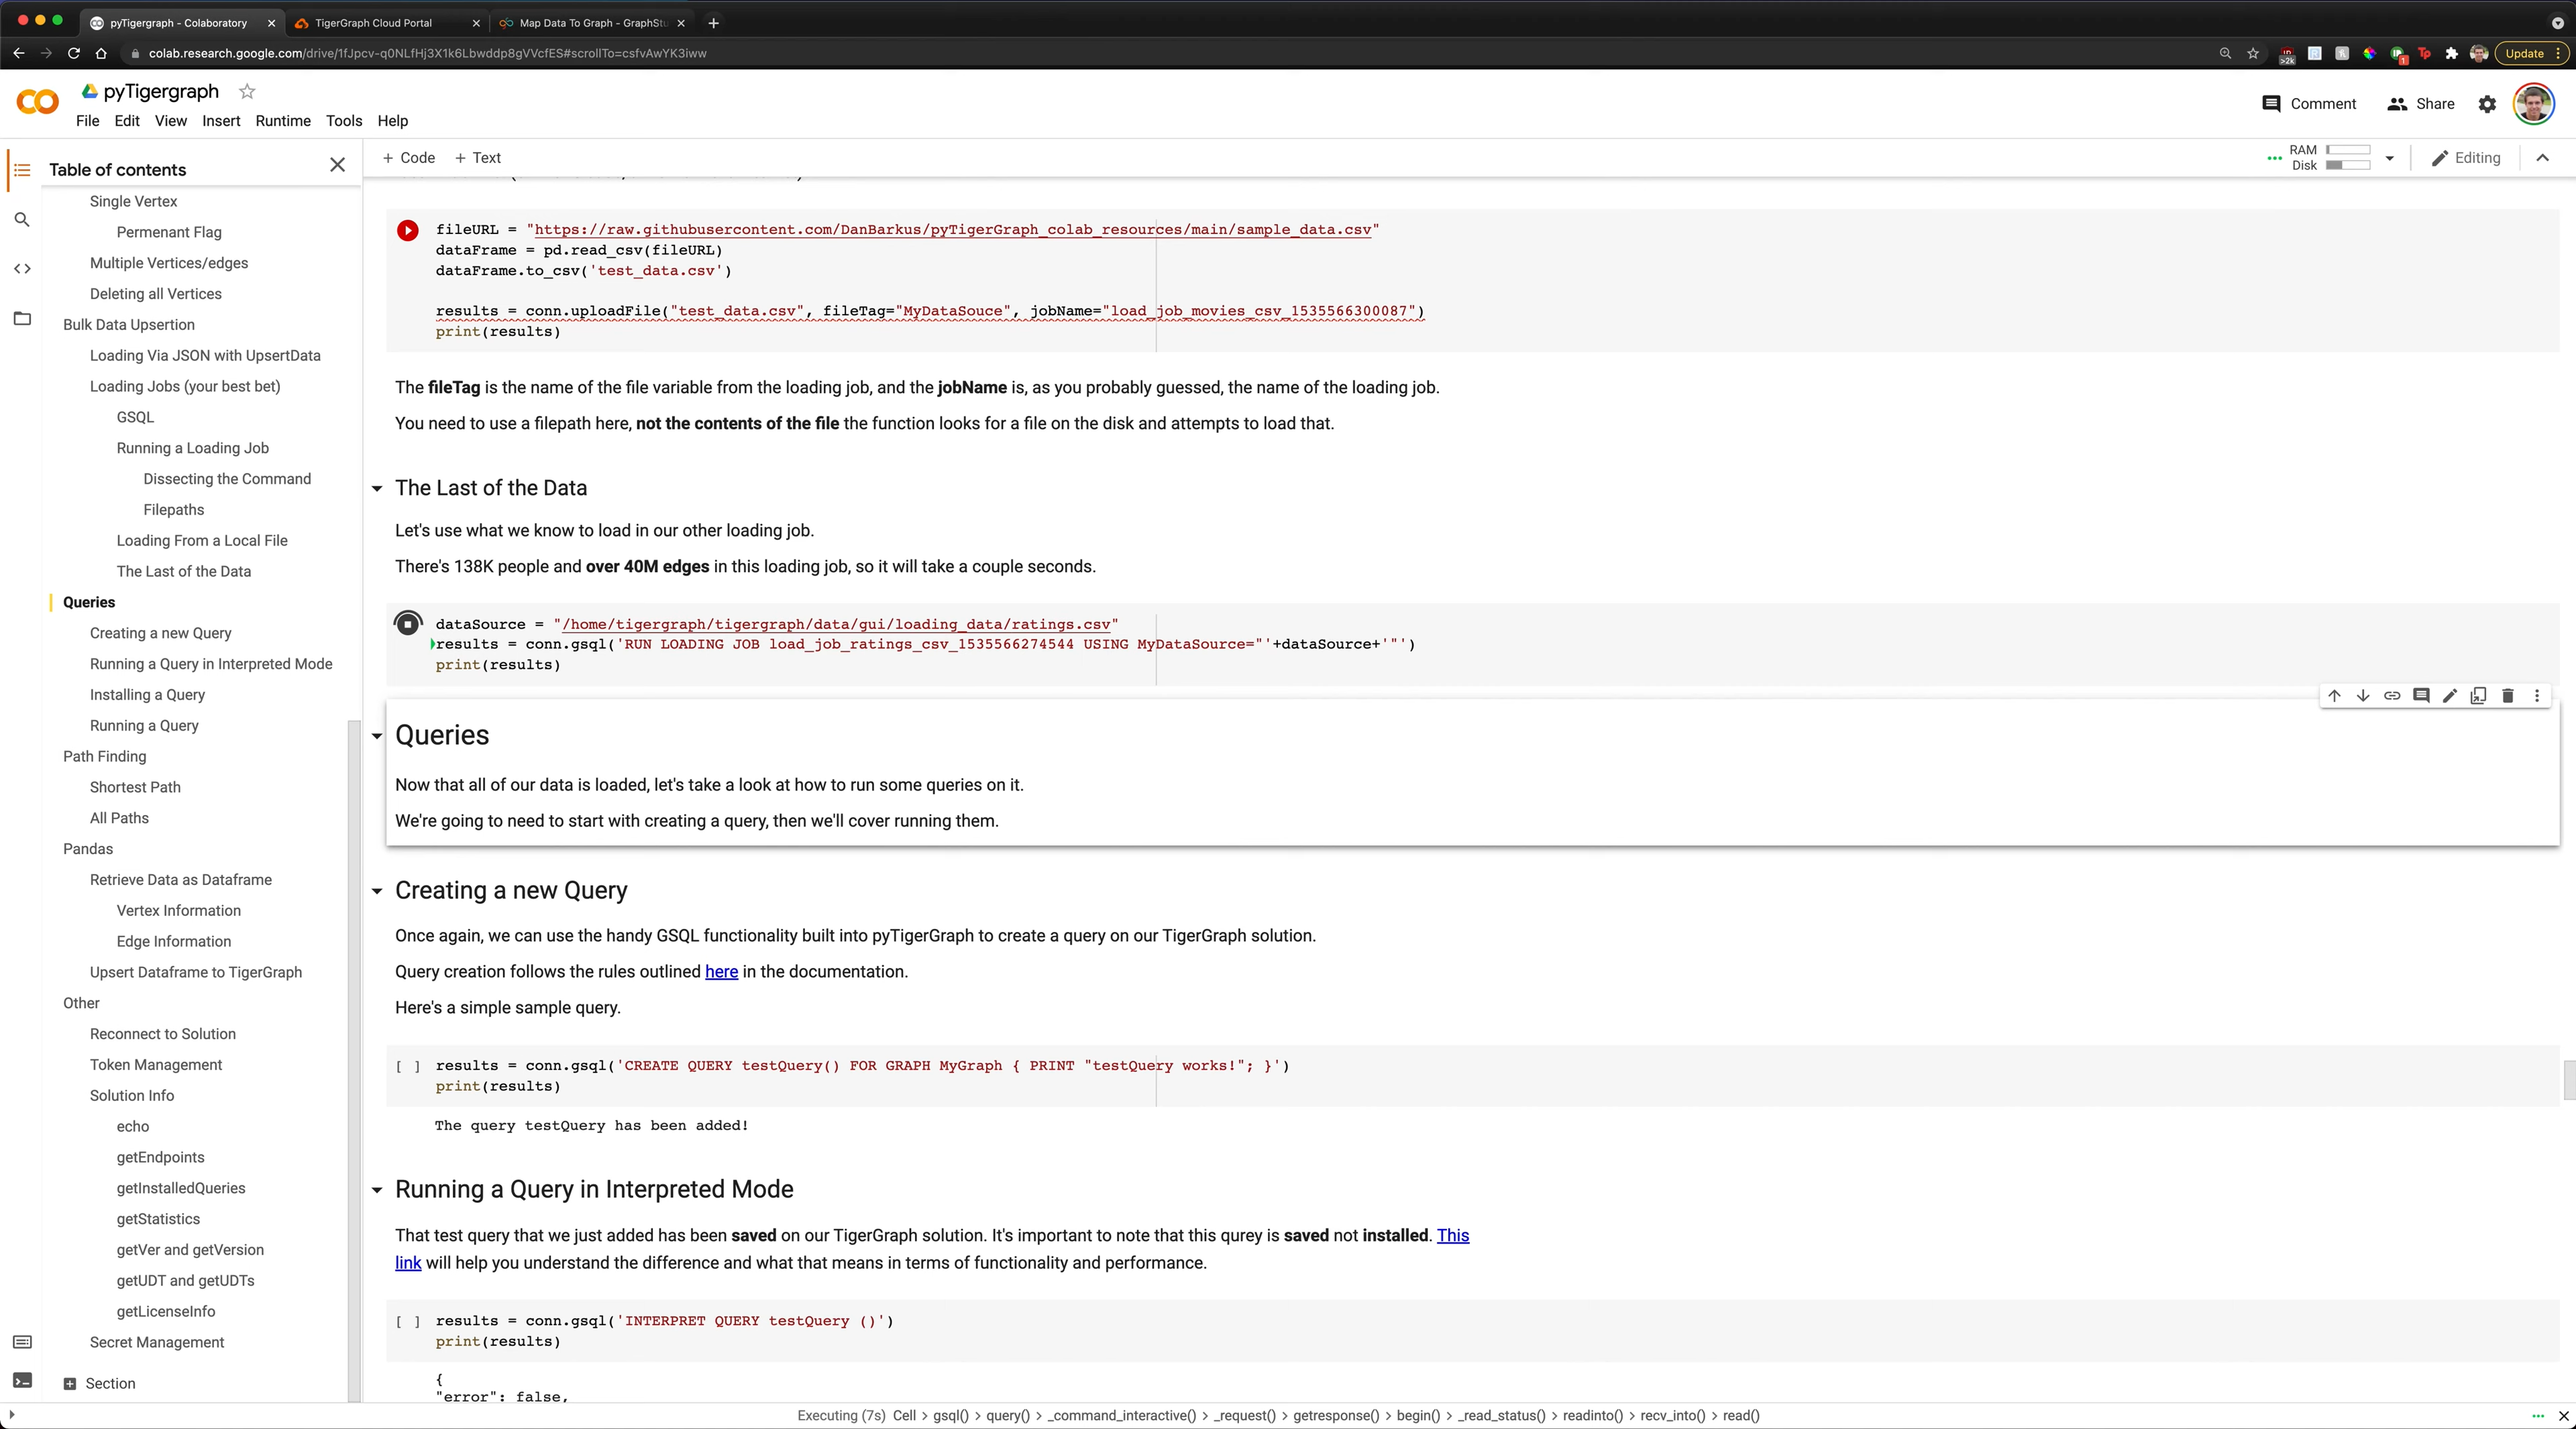 pyTigergraph - Colaboratory
TigerGraph Cloud Portal
Map Data To Graph - GraphStu
colab.research.google.com/drive/1fJpcv-q0NLfHj3X1k6Lbwddp8gVVcfES#scrollTo=csfvAwYK3iww
>2k
1
Tp
Update
pyTigergraph
File Edit View Insert Runtime Tools Help
Comment
Share
Table of contents
Single Vertex
Permenant Flag
Multiple Vertices/edges
Deleting all Vertices
Bulk Data Upsertion
Loading Via JSON with UpsertData
Loading Jobs (your best bet)
GSQL
Running a Loading Job
Dissecting the Command
Filepaths
Loading From a Local File
The Last of the Data
Queries
Creating a new Query
Running a Query in Interpreted Mode
Installing a Query
Running a Query
Path Finding
Shortest Path
All Paths
Pandas
Retrieve Data as Dataframe
Vertex Information
Edge Information
Upsert Dataframe to TigerGraph
Other
Reconnect to Solution
Token Management
Solution Info
echo
getEndpoints
getInstalledQueries
getStatistics
getVer and getVersion
getUDT and getUDTs
getLicenseInfo
Secret Management
Section
+ Code + Text
RAM
Disk
Editing
fileURL = "https://raw.githubusercontent.com/DanBarkus/pyTigerGraph_colab_resources/main/sample_data.csv"
dataFrame = pd.read_csv(fileURL)
dataFrame.to_csv('test_data.csv')
results = conn.uploadFile("test_data.csv", fileTag="MyDataSouce", jobName="load_job_movies_csv_1535566300087")
print(results)
The fileTag is the name of the file variable from the loading job, and the jobName is, as you probably guessed, the name of the loading job.
You need to use a filepath here, not the contents of the file the function looks for a file on the disk and attempts to load that.
The Last of the Data
Let's use what we know to load in our other loading job.
There's 138K people and over 40M edges in this loading job, so it will take a couple seconds.
dataSource = "/home/tigergraph/tigergraph/data/gui/loading_data/ratings.csv"
results = conn.gsql('RUN LOADING JOB load_job_ratings_csv_1535566274544 USING MyDataSource="'+dataSource+'"')
print(results)
Queries
Now that all of our data is loaded, let's take a look at how to run some queries on it.
We're going to need to start with creating a query, then we'll cover running them.
Creating a new Query
Once again, we can use the handy GSQL functionality built into pyTigerGraph to create a query on our TigerGraph solution.
Query creation follows the rules outlined here in the documentation.
Here's a simple sample query.
[ ] results = conn.gsql('CREATE QUERY testQuery() FOR GRAPH MyGraph { PRINT "testQuery works!"; }')
print(results)
The query testQuery has been added!
Running a Query in Interpreted Mode
That test query that we just added has been saved on our TigerGraph solution. It's important to note that this qurey is saved not installed. This
link will help you understand the difference and what that means in terms of functionality and performance.
[ ] results = conn.gsql('INTERPRET QUERY testQuery ()')
print(results)
{
"error": false,
Executing (7s) Cell > gsql() > query() > _command_interactive() > _request() > getresponse() > begin() > _read_status() > readinto() > recv_into() > read()